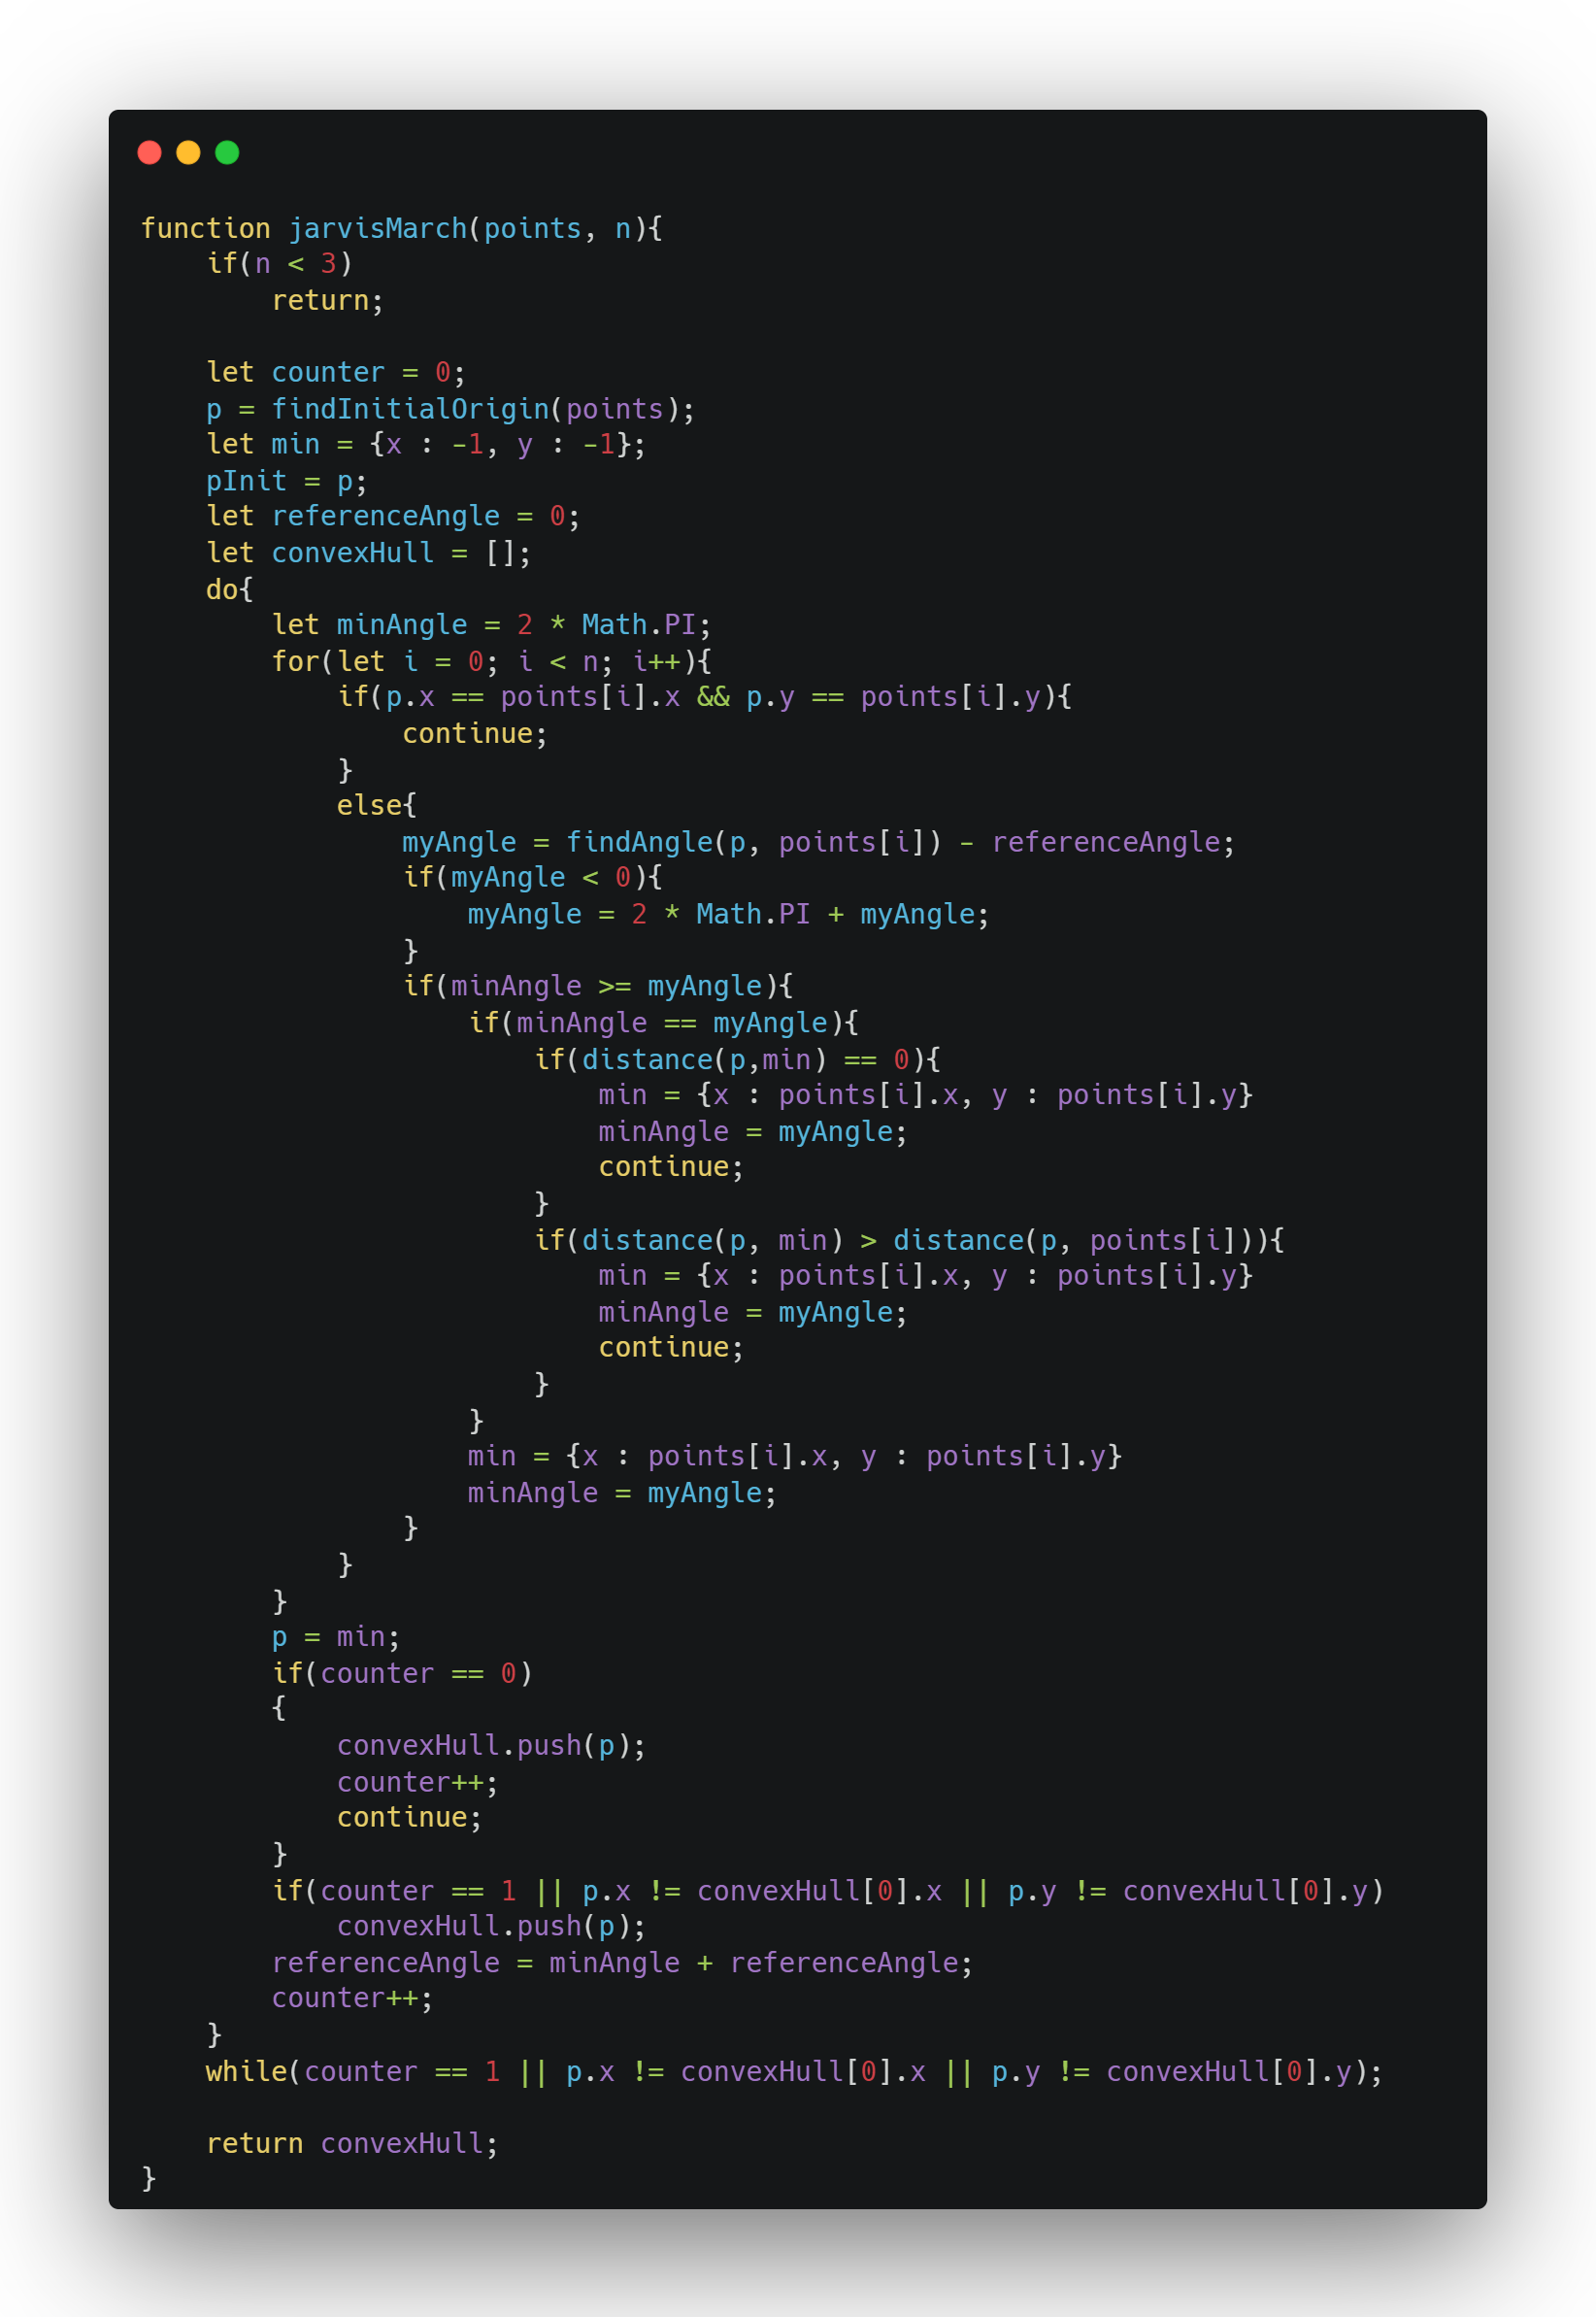 function jarvisMarch(points, n){
    if(n < 3)
        return;

    let counter = 0;
    p = findInitialOrigin(points);
    let min = {x : -1, y : -1};
    pInit = p;
    let referenceAngle = 0;
    let convexHull = [];
    do{
        let minAngle = 2 * Math.PI;
        for(let i = 0; i < n; i++){
            if(p.x == points[i].x && p.y == points[i].y){
                continue;
            }
            else{
                myAngle = findAngle(p, points[i]) - referenceAngle;
                if(myAngle < 0){
                    myAngle = 2 * Math.PI + myAngle;
                }
                if(minAngle >= myAngle){
                    if(minAngle == myAngle){
                        if(distance(p,min) == 0){
                            min = {x : points[i].x, y : points[i].y}
                            minAngle = myAngle;
                            continue;
                        }
                        if(distance(p, min) > distance(p, points[i])){
                            min = {x : points[i].x, y : points[i].y}
                            minAngle = myAngle;
                            continue;
                        }
                    }
                    min = {x : points[i].x, y : points[i].y}
                    minAngle = myAngle;
                }
            }
        }
        p = min;
        if(counter == 0)
        {
            convexHull.push(p);
            counter++;
            continue;
        }
        if(counter == 1 || p.x != convexHull[0].x || p.y != convexHull[0].y)
            convexHull.push(p);
        referenceAngle = minAngle + referenceAngle;
        counter++;
    }
    while(counter == 1 || p.x != convexHull[0].x || p.y != convexHull[0].y);

    return convexHull;
}